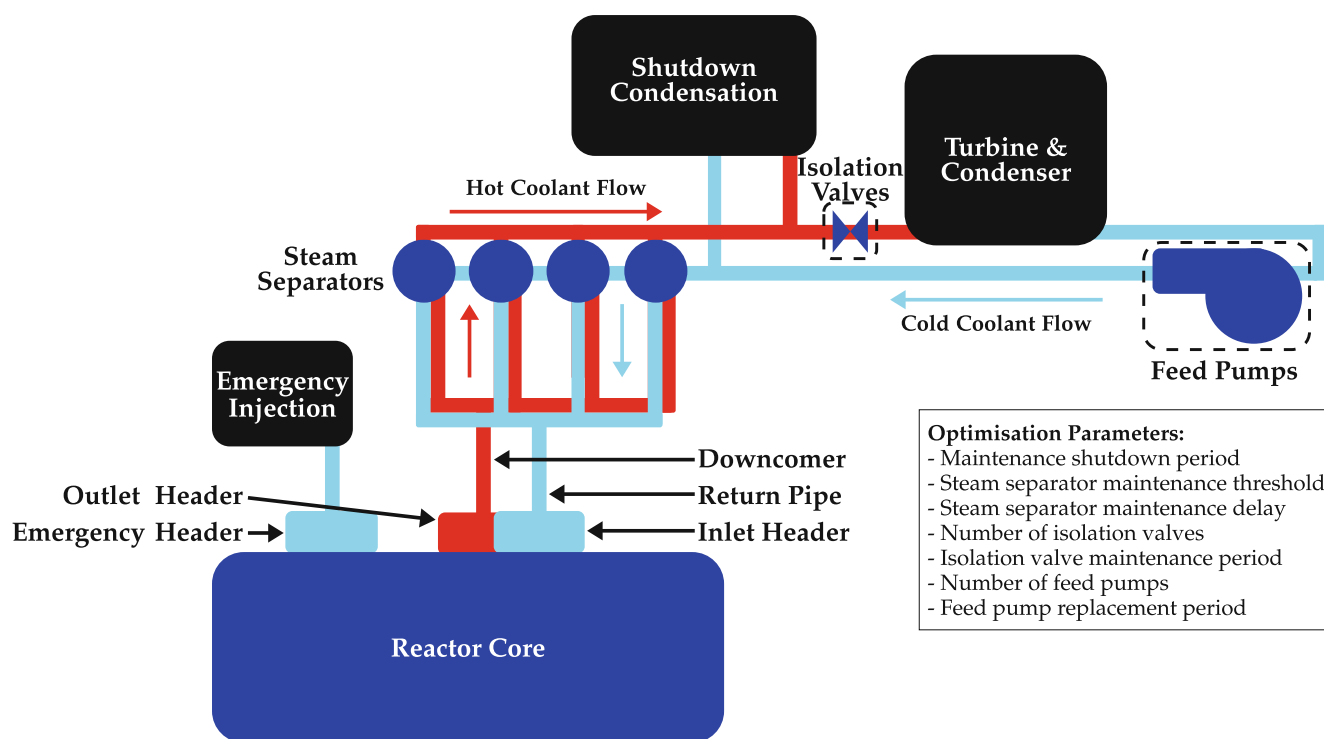 Shutdown
Condensation
Turbine &
Condenser
Isolation
Valves
Hot Coolant Flow
Steam
Separators
Cold Coolant Flow
Feed Pumps
Emergency
Injection
Outlet Header
Emergency Header
Downcomer
Return Pipe
Inlet Header
Reactor Core
Optimisation Parameters:
- Maintenance shutdown period
- Steam separator maintenance threshold
- Steam separator maintenance delay
- Number of isolation valves
- Isolation valve maintenance period
- Number of feed pumps
- Feed pump replacement period